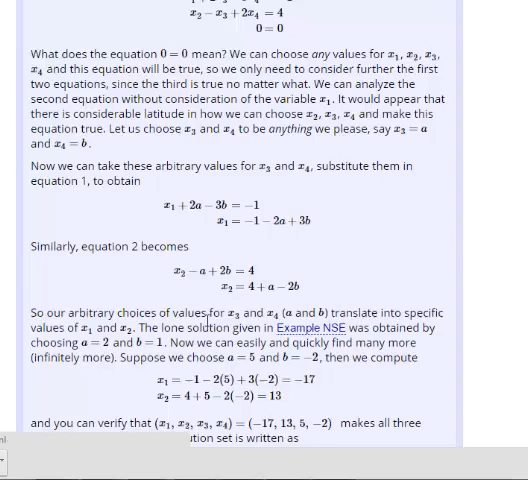 x₂ − x₃ + 2x₄ = 4
0 = 0
What does the equation 0 = 0 mean? We can choose any values for x₁, x₂, x₃,
x₄ and this equation will be true, so we only need to consider further the first
two equations, since the third is true no matter what. We can analyze the
second equation without consideration of the variable x₁. It would appear that
there is considerable latitude in how we can choose x₂, x₃, x₄ and make this
equation true. Let us choose x₃ and x₄ to be anything we please, say x₃ = a
and x₄ = b.
Now we can take these arbitrary values for x₃ and x₄, substitute them in
equation 1, to obtain
x₁ + 2a − 3b = −1
x₁ = −1 − 2a + 3b
Similarly, equation 2 becomes
x₂ − a + 2b = 4
x₂ = 4 + a − 2b
So our arbitrary choices of values for x₃ and x₄ (a and b) translate into specific
values of x₁ and x₂. The lone solution given in Example NSE was obtained by
choosing a = 2 and b = 1. Now we can easily and quickly find many more
(infinitely more). Suppose we choose a = 5 and b = −2, then we compute
x₁ = −1 − 2(5) + 3(−2) = −17
x₂ = 4 + 5 − 2(−2) = 13
and you can verify that (x₁, x₂, x₃, x₄) = (−17, 13, 5, −2) makes all three
ution set is written as